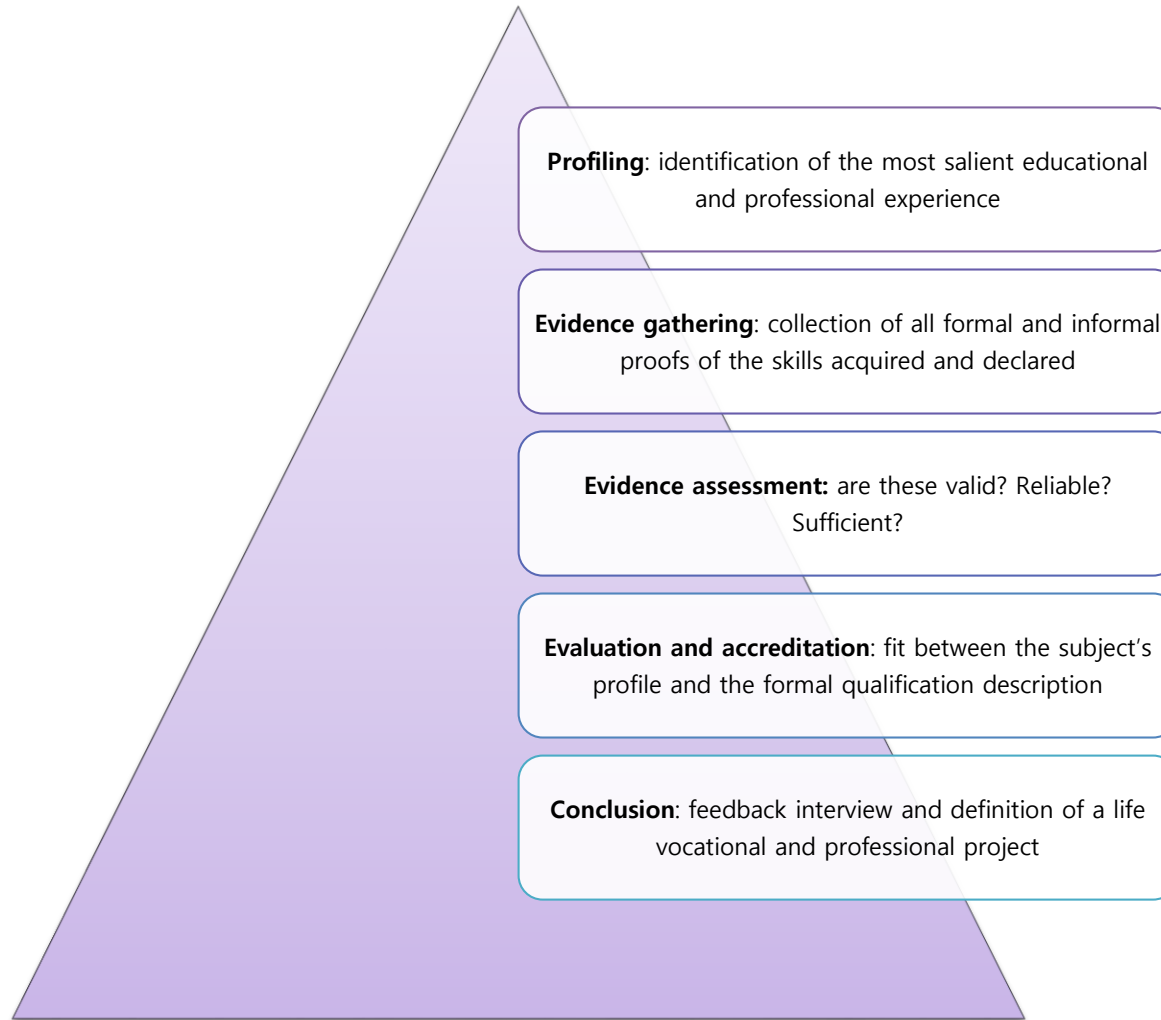 Profiling: identification of the most salient educational
and professional experience
Evidence gathering: collection of all formal and informal
proofs of the skills acquired and declared
Evidence assessment: are these valid? Reliable?
Sufficient?
Evaluation and accreditation: fit between the subject’s
profile and the formal qualification description
Conclusion: feedback interview and definition of a life
vocational and professional project